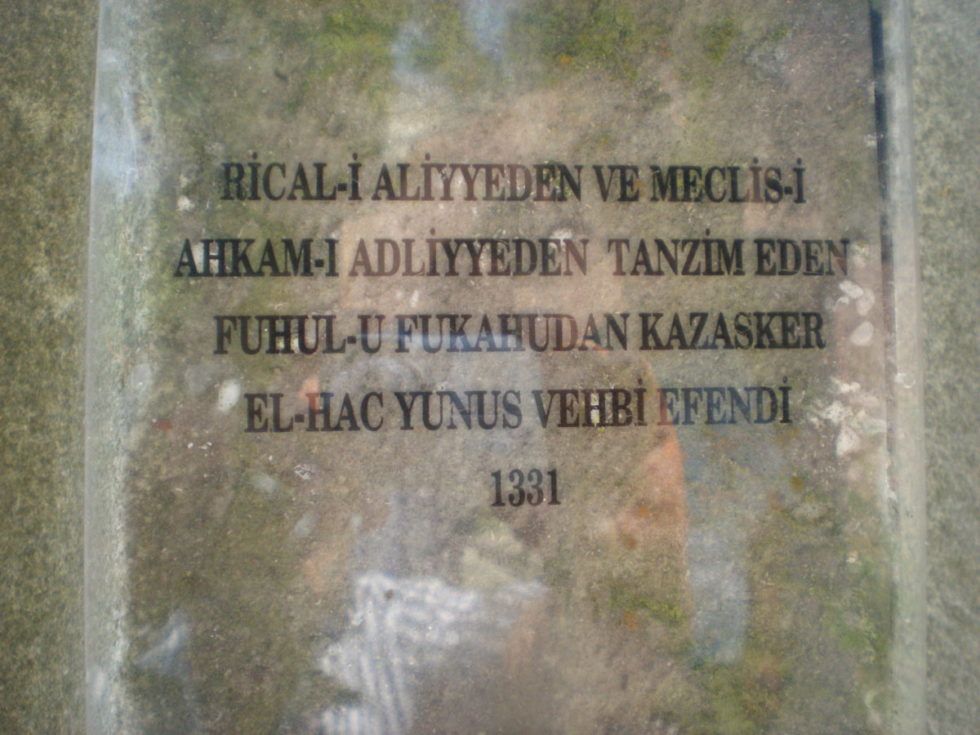 RİCAL-İ ALİYYEDEN VE MECLİS-İ
AHKAM-I ADLİYYEDEN TANZİM EDEN
FUHUL-U FUKAHUDAN KAZASKER
EL-HAC YUNUS VEHBİ EFENDİ
1331